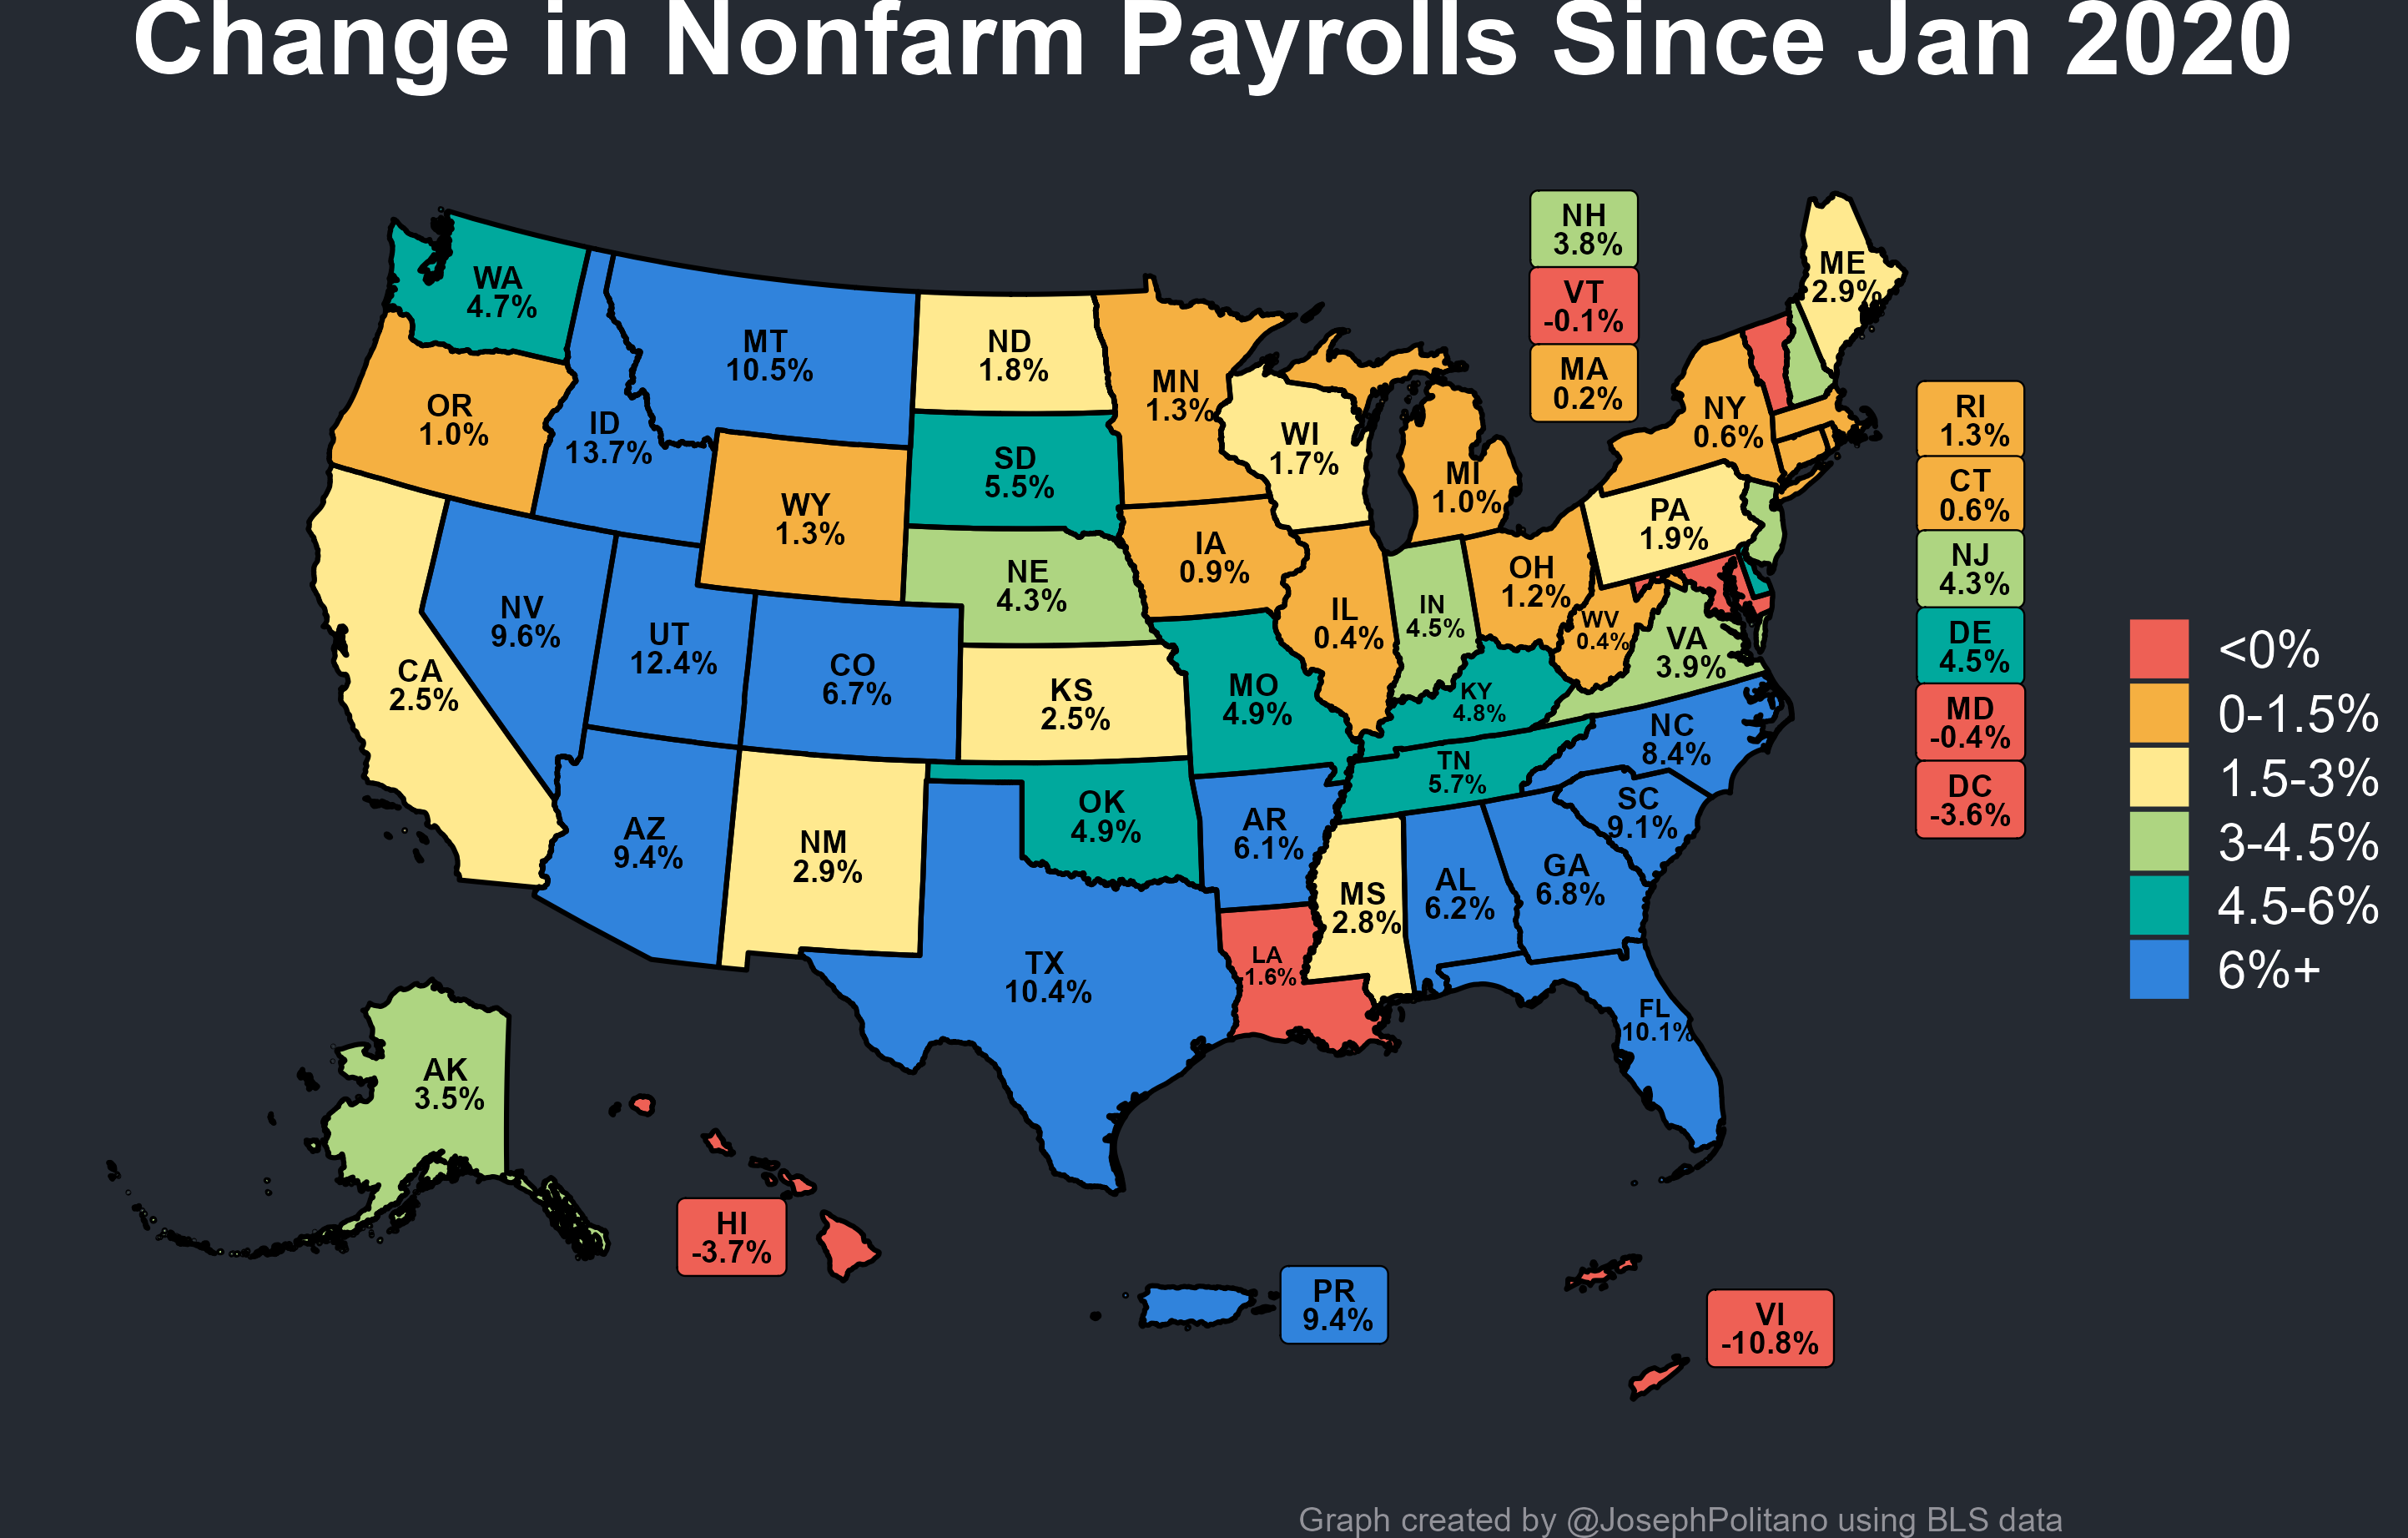 Change in Nonfarm Payrolls Since Jan 2020
NH
3.8%
VT
-0.1%
MA
0.2%
ME
2.9%
WA
4.7%
MT
10.5%
ND
1.8%
MN
1.3%
OR
1.0%
ID
13.7%
WI
1.7%
NY
0.6%
RI
1.3%
SD
5.5%
MI
1.0%
CT
0.6%
WY
1.3%
PA
1.9%
IA
0.9%
NE
4.3%
OH
1.2%
NJ
4.3%
NV
9.6%
UT
12.4%
IL
0.4%
IN
4.5%
WV
0.4%
VA
3.9%
DE
4.5%
CA
2.5%
CO
6.7%
KS
2.5%
MO
4.9%
KY
4.8%
MD
-0.4%
NC
8.4%
TN
5.7%
DC
-3.6%
AZ
9.4%
NM
2.9%
OK
4.9%
AR
6.1%
SC
9.1%
MS
2.8%
AL
6.2%
GA
6.8%
TX
10.4%
LA
-1.6%
FL
10.1%
AK
3.5%
HI
-3.7%
PR
9.4%
VI
-10.8%
<0%
0-1.5%
1.5-3%
3-4.5%
4.5-6%
6%+
Graph created by @JosephPolitano using BLS data